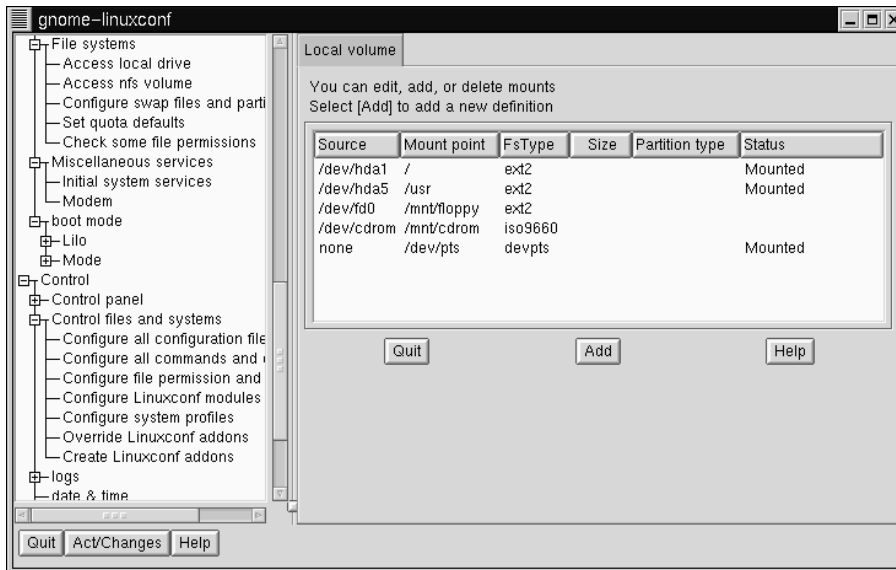 gnome-linuxconf
File systems
Access local drive
Access nfs volume
Configure swap files and parti
Set quota defaults
Check some file permissions
Miscellaneous services
Initial system services
Modem
boot mode
Lilo
Mode
Control
Control panel
Control files and systems
Configure all configuration file
Configure all commands and
Configure file permission and
Configure Linuxconf modules
Configure system profiles
Override Linuxconf addons
Create Linuxconf addons
logs
date & time
Quit Act/Changes Help
Local volume
You can edit, add, or delete mounts
Select [Add] to add a new definition
Source Mount point FsType Size Partition type Status
/dev/hda1 / ext2 Mounted
/dev/hda5 /usr ext2 Mounted
/dev/fd0 /mnt/floppy ext2
/dev/cdrom /mnt/cdrom iso9660
none /dev/pts devpts Mounted
Quit Add Help